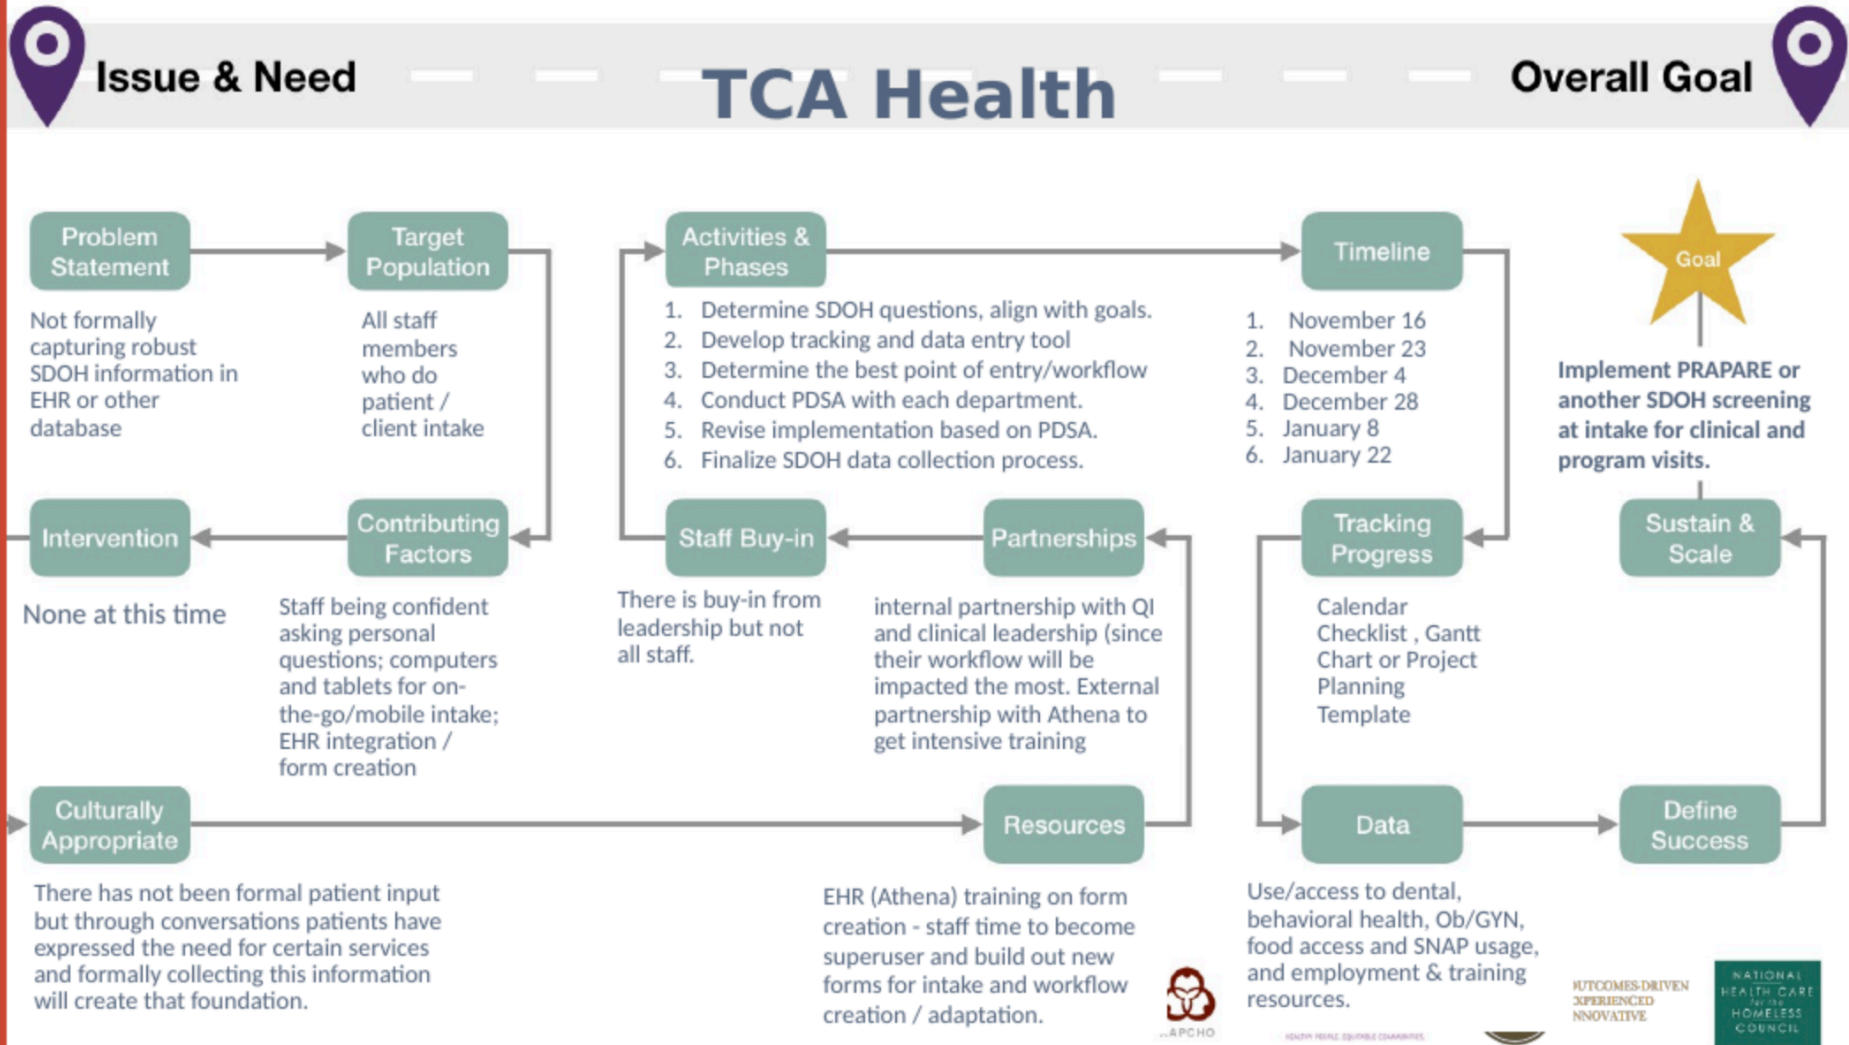 Issue & Need
TCA Health
Overall Goal
Problem
Statement
Not formally
capturing robust
SDOH information in
EHR or other
database
Target
Population
All staff
members
who do
patient /
client intake
Activities &
Phases
1. Determine SDOH questions, align with goals.
2. Develop tracking and data entry tool
3. Determine the best point of entry/workflow
4. Conduct PDSA with each department.
5. Revise implementation based on PDSA.
6. Finalize SDOH data collection process.
Timeline
1. November 16
2. November 23
3. December 4
4. December 28
5. January 8
6. January 22
Goal
Implement PRAPARE or
another SDOH screening
at intake for clinical and
program visits.
Intervention
None at this time
Contributing
Factors
Staff being confident
asking personal
questions; computers
and tablets for on-
the-go/mobile intake;
EHR integration /
form creation
Staff Buy-in
There is buy-in from
leadership but not
all staff.
Partnerships
internal partnership with QI
and clinical leadership (since
their workflow will be
impacted the most. External
partnership with Athena to
get intensive training
Tracking
Progress
Calendar
Checklist , Gantt
Chart or Project
Planning
Template
Sustain &
Scale
Culturally
Appropriate
There has not been formal patient input
but through conversations patients have
expressed the need for certain services
and formally collecting this information
will create that foundation.
Resources
EHR (Athena) training on form
creation - staff time to become
superuser and build out new
forms for intake and workflow
creation / adaptation.
Data
Use/access to dental,
behavioral health, Ob/GYN,
food access and SNAP usage,
and employment & training
resources.
Define
Success
APCHO
HEALTHY PEOPLE. EQUITABLE COMMUNITIES.
UTCOMES-DRIVEN
XPERIENCED
NNOVATIVE
NATIONAL
HEALTH CARE
for the
HOMELESS
COUNCIL